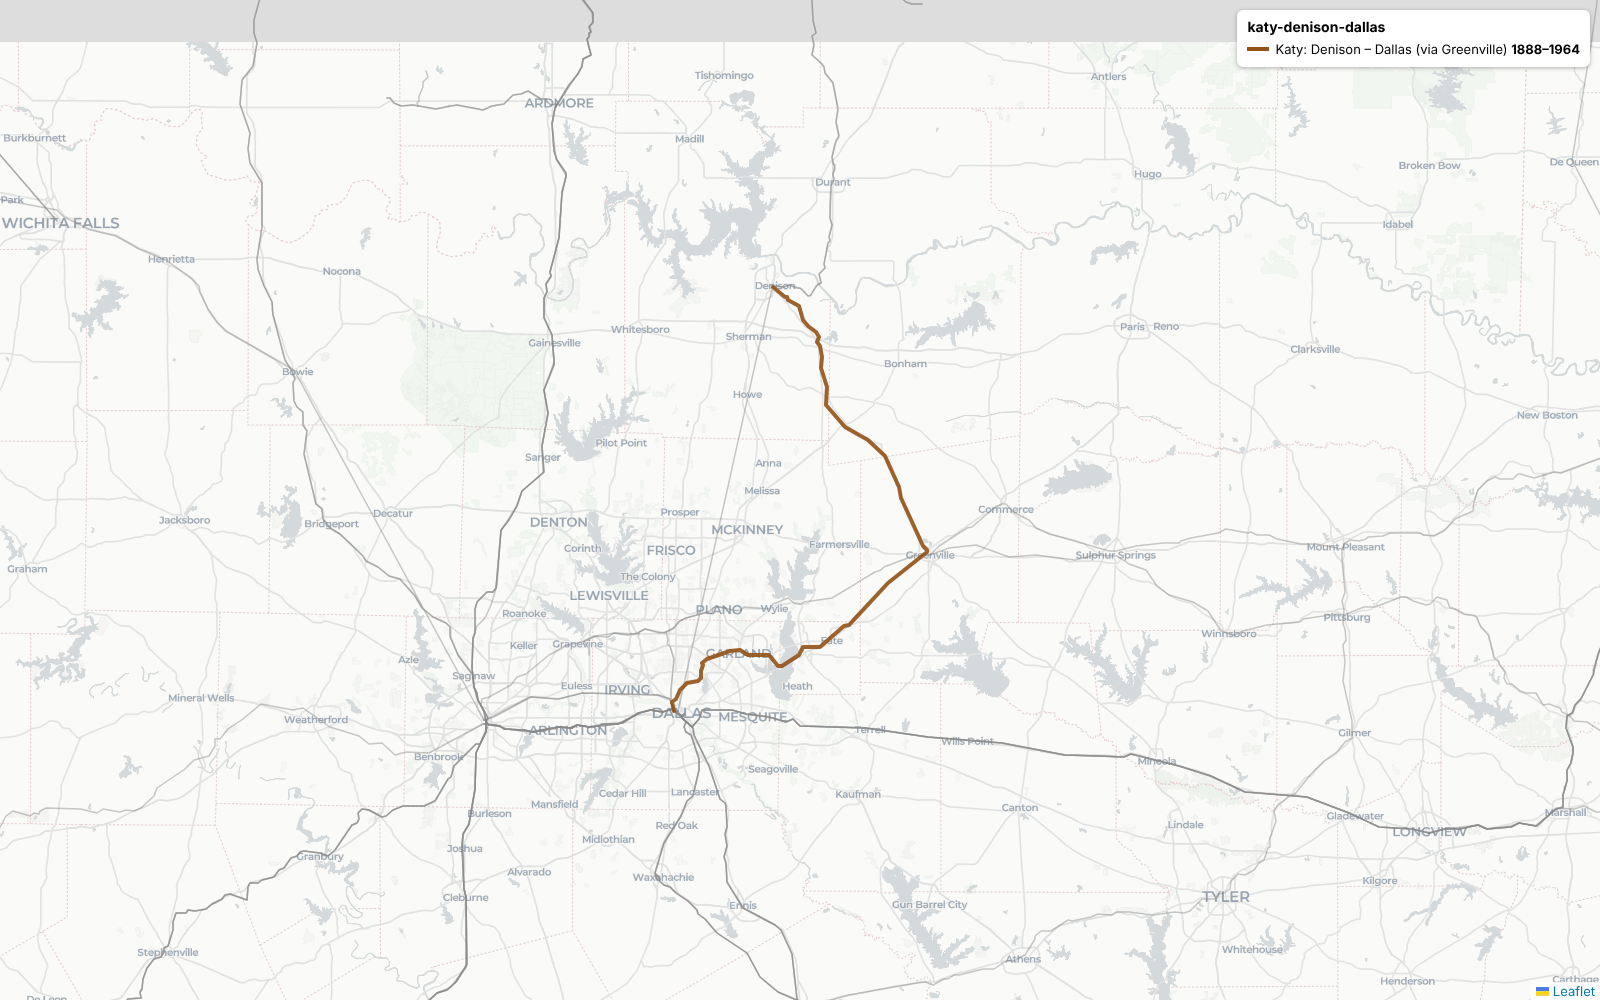 katy-denison-dallas
Katy: Denison – Dallas (via Greenville) 1888–1964
Tishomingo
Antlers
ARDMORE
Burkburnett
Madill
Broken Bow
De Queen
Hugo
Durant
Park
WICHITA FALLS
Idabel
Henrietta
Nocona
Denison
Whitesboro
Sherman
Paris
Reno
Gainesville
Clarksville
Bonham
Bowie
Howe
New Boston
Pilot Point
Sanger
Anna
Melissa
Commerce
Prosper
Decatur
Jacksboro
Bridgeport
DENTON
MCKINNEY
Farmersville
Corinth
FRISCO
Greenville
Sulphur Springs
Mount Pleasant
Graham
The Colony
LEWISVILLE
Roanoke
PLANO
Wylie
Pittsburg
Winnsboro
Keller
Grapevine
GARLAND
Fate
Azle
Saginaw
Euless
IRVING
Heath
Mineral Wells
Weatherford
DALLAS
MESQUITE
ARLINGTON
Terrell
Wills Point
Gilmer
Benbrook
Mineola
Seagoville
Cedar Hill
Lancaster
Kaufman
Mansfield
Canton
Burleson
Gladewater
Marshall
Red Oak
Lindale
LONGVIEW
Midlothian
Joshua
Granbury
Alvarado
Waxahachie
Kilgore
Cleburne
TYLER
Ennis
Gun Barrel City
Stephenville
Whitehouse
Athens
Henderson
Carthage
De Leon
Leaflet